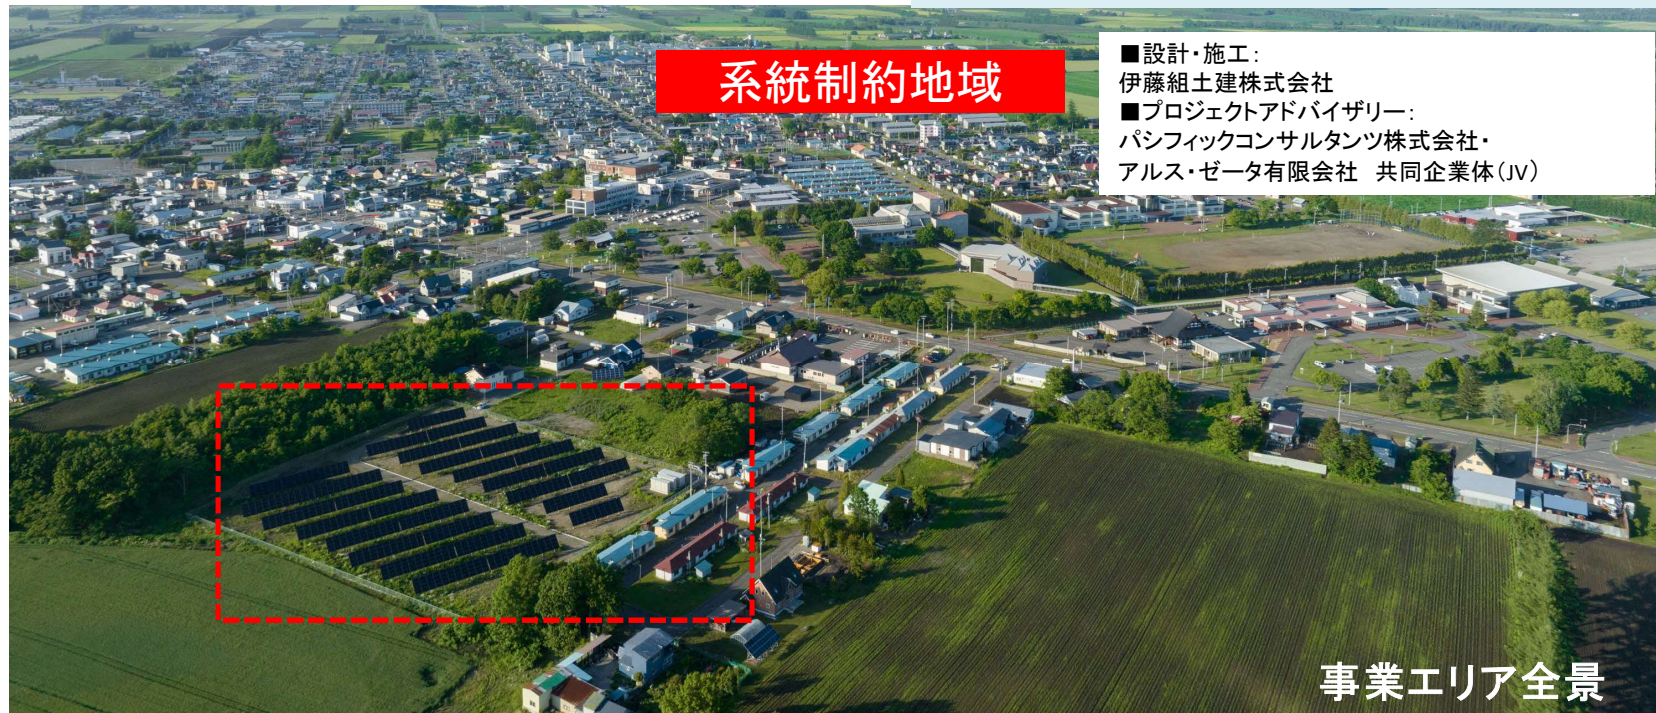 系統制約地域
■設計・施工：
伊藤組土建株式会社
■プロジェクトアドバイザリー：
パシフィックコンサルタンツ株式会社・
アルス・ゼータ有限会社　共同企業体（JV）
事業エリア全景